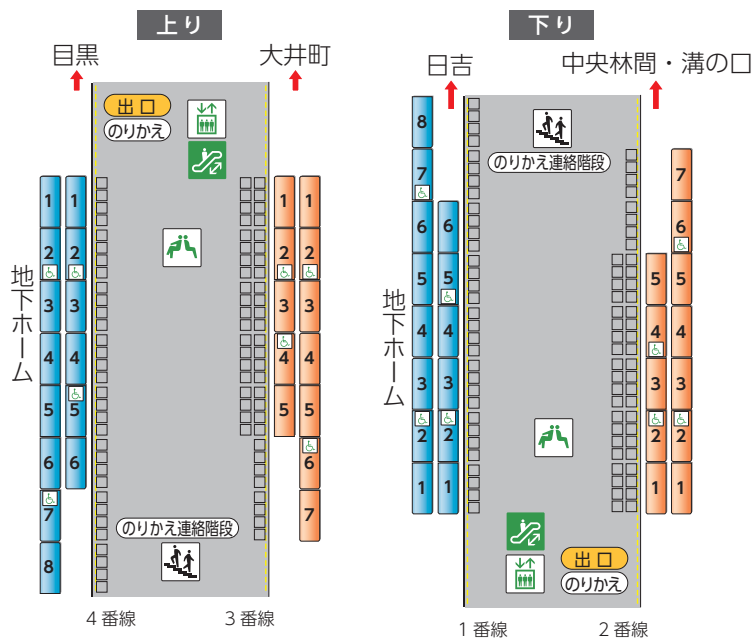 上り
目黒
大井町
出口
のりかえ
1 1 1 1
2 2 2 2
3 3 3 3
4 4 4 4
5 5 5 5
6 6 6
7 7
8
地下ホーム
のりかえ連絡階段
4番線
3番線
下り
日吉
中央林間・溝の口
8
7 7
6 6 6
5 5 5 5
4 4 4 4
3 3 3 3
2 2 2 2
1 1 1 1
地下ホーム
のりかえ連絡階段
出口
のりかえ
1番線
2番線